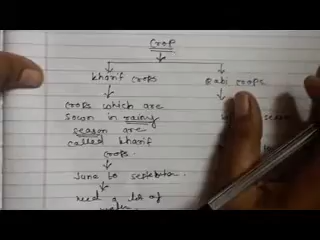 Crop
kharif crops
Rabi crops
crops which are
sown in rainy
season are
called kharif
crops.
June to september.
need a lot of
water